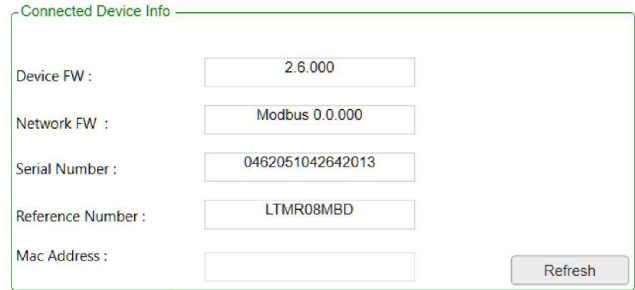 Connected Device Info
Device FW : 2.6.000
Network FW : Modbus 0.0.000
Serial Number : 0462051042642013
Reference Number : LTMR08MBD
Mac Address :
Refresh